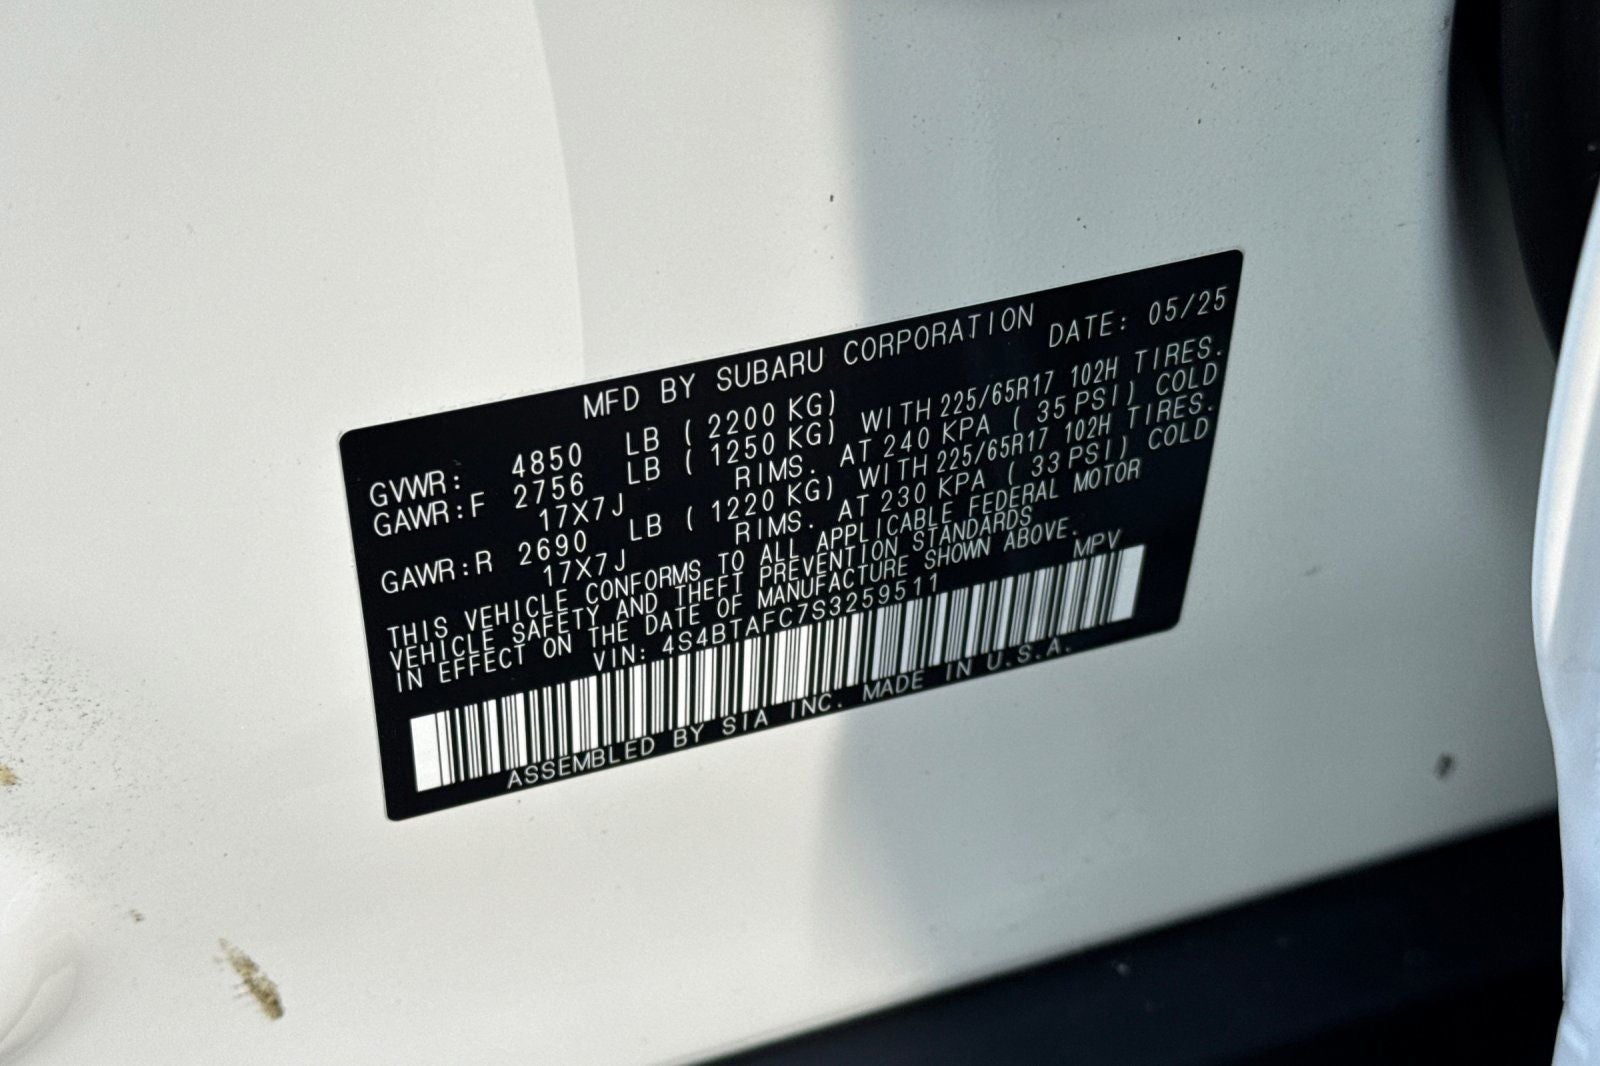 MFD BY SUBARU CORPORATION DATE: 05/25
GVWR: 4850 LB ( 2200 KG)
GAWR:F 2756 LB ( 1250 KG) WITH 225/65R17 102H TIRES.
17X7J RIMS. AT 240 KPA ( 35 PSI) COLD
GAWR:R 2690 LB ( 1220 KG) WITH 225/65R17 102H TIRES.
17X7J RIMS. AT 230 KPA ( 33 PSI) COLD
THIS VEHICLE CONFORMS TO ALL APPLICABLE FEDERAL MOTOR
VEHICLE SAFETY AND THEFT PREVENTION STANDARDS
IN EFFECT ON THE DATE OF MANUFACTURE SHOWN ABOVE.
VIN: 4S4BTAFC7S3259511 MPV
ASSEMBLED BY SIA INC. MADE IN U.S.A.